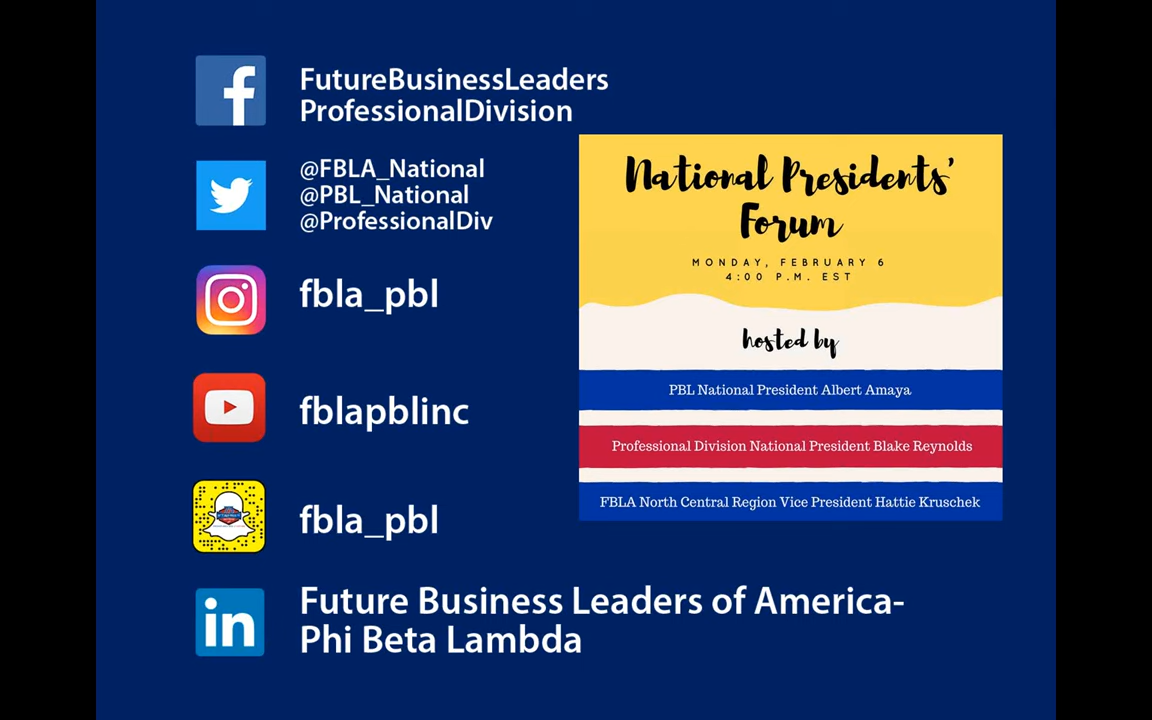 FutureBusinessLeaders
ProfessionalDivision
@FBLA_National
@PBL_National
@ProfessionalDiv
fbla_pbl
fblapblinc
fbla_pbl
in
Future Business Leaders of America-
Phi Beta Lambda
National Presidents'
Forum
MONDAY, FEBRUARY 6
4:00 P.M. EST
hosted by
PBL National President Albert Amaya
Professional Division National President Blake Reynolds
FBLA North Central Region Vice President Hattie Kruschek